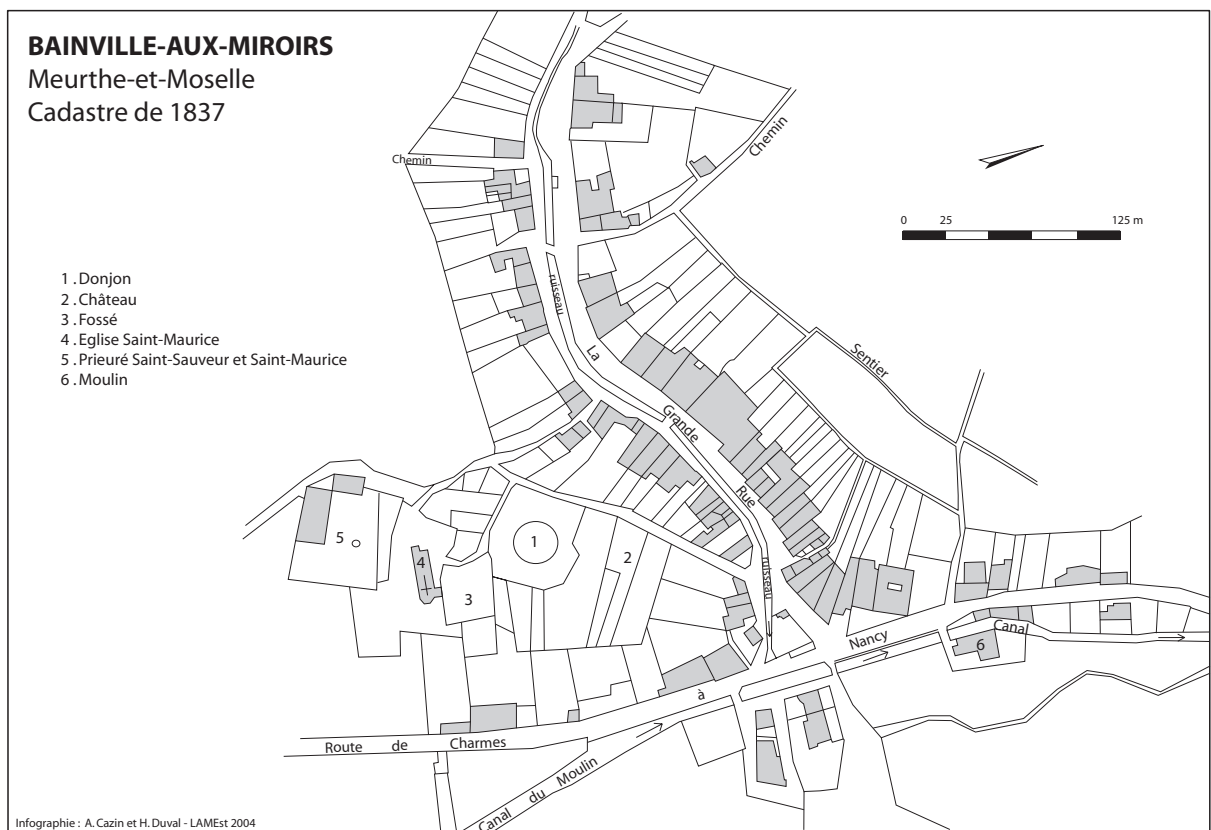 BAINVILLE-AUX-MIROIRS
Meurthe-et-Moselle
Cadastre de 1837
Chemin
Chemin
0 25 125 m
1 . Donjon
2 . Château
3 . Fossé
4 . Eglise Saint-Maurice
5 . Prieuré Saint-Sauveur et Saint-Maurice
6 . Moulin
ruisseau
La Grande Rue
Sentier
5
4
1
2
3
ruisseau
6
Canal
Route de Charmes à Nancy
Canal du Moulin
Infographie : A. Cazin et H. Duval - LAMEst 2004